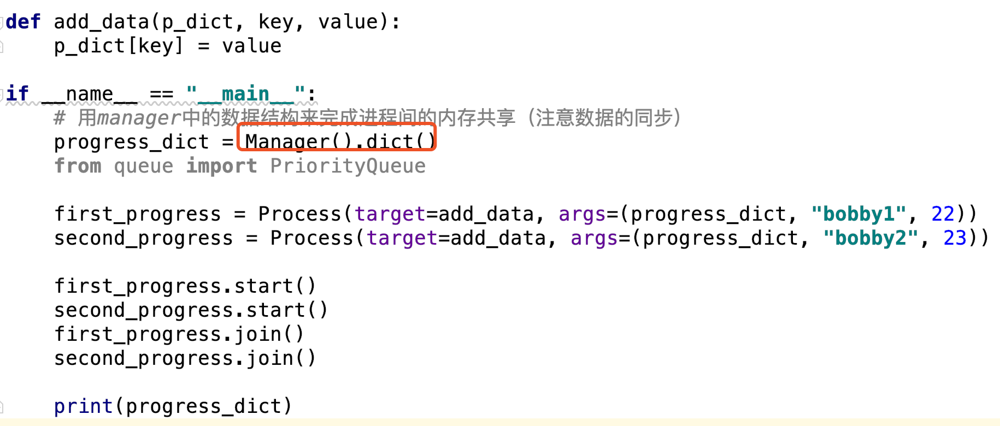 def add_data(p_dict, key, value):
    p_dict[key] = value
if __name__ == "__main__":
    # 用manager中的数据结构来完成进程间的内存共享（注意数据的同步）
    progress_dict = Manager().dict()
    from queue import PriorityQueue
    first_progress = Process(target=add_data, args=(progress_dict, "bobby1", 22))
    second_progress = Process(target=add_data, args=(progress_dict, "bobby2", 23))
    first_progress.start()
    second_progress.start()
    first_progress.join()
    second_progress.join()
    print(progress_dict)